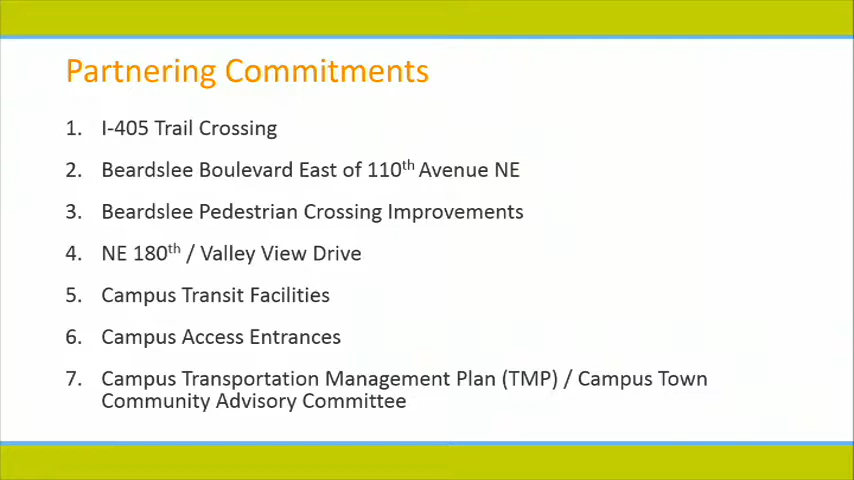 Partnering Commitments
1. I-405 Trail Crossing
2. Beardslee Boulevard East of 110th Avenue NE
3. Beardslee Pedestrian Crossing Improvements
4. NE 180th / Valley View Drive
5. Campus Transit Facilities
6. Campus Access Entrances
7. Campus Transportation Management Plan (TMP) / Campus Town
Community Advisory Committee